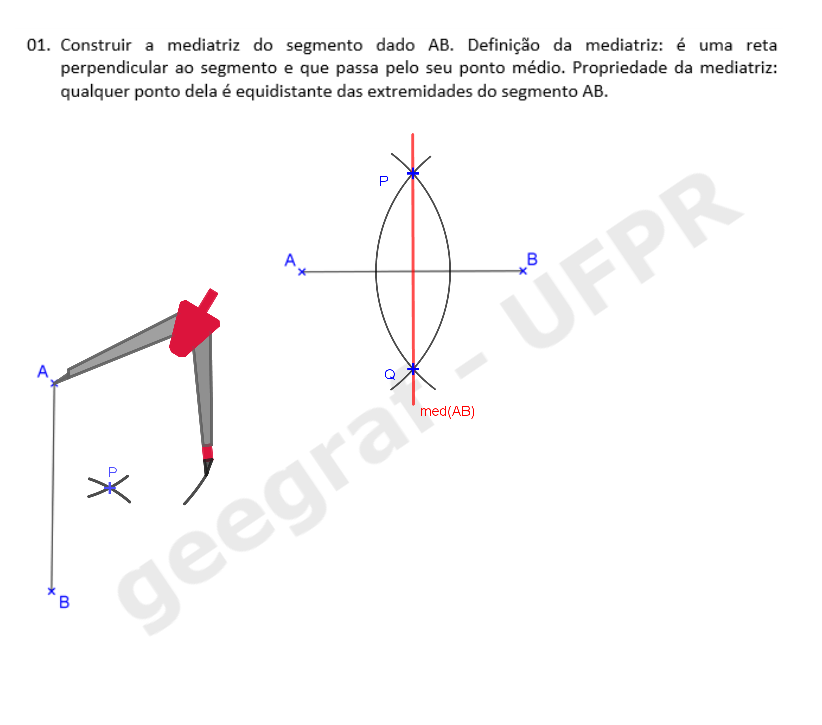 01. Construir a mediatriz do segmento dado AB. Definição da mediatriz: é uma reta
perpendicular ao segmento e que passa pelo seu ponto médio. Propriedade da mediatriz:
qualquer ponto dela é equidistante das extremidades do segmento AB.
P
A
B
Q
med(AB)
A
P
B
geegraf - UFPR